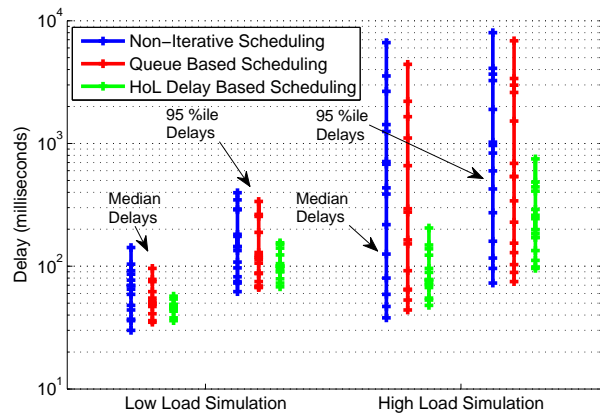 10^4
10^3
10^2
10^1
Delay (milliseconds)
Non-Iterative Scheduling
Queue Based Scheduling
HoL Delay Based Scheduling
95 %ile
Delays
Median
Delays
95 %ile
Delays
Median
Delays
Low Load Simulation
High Load Simulation